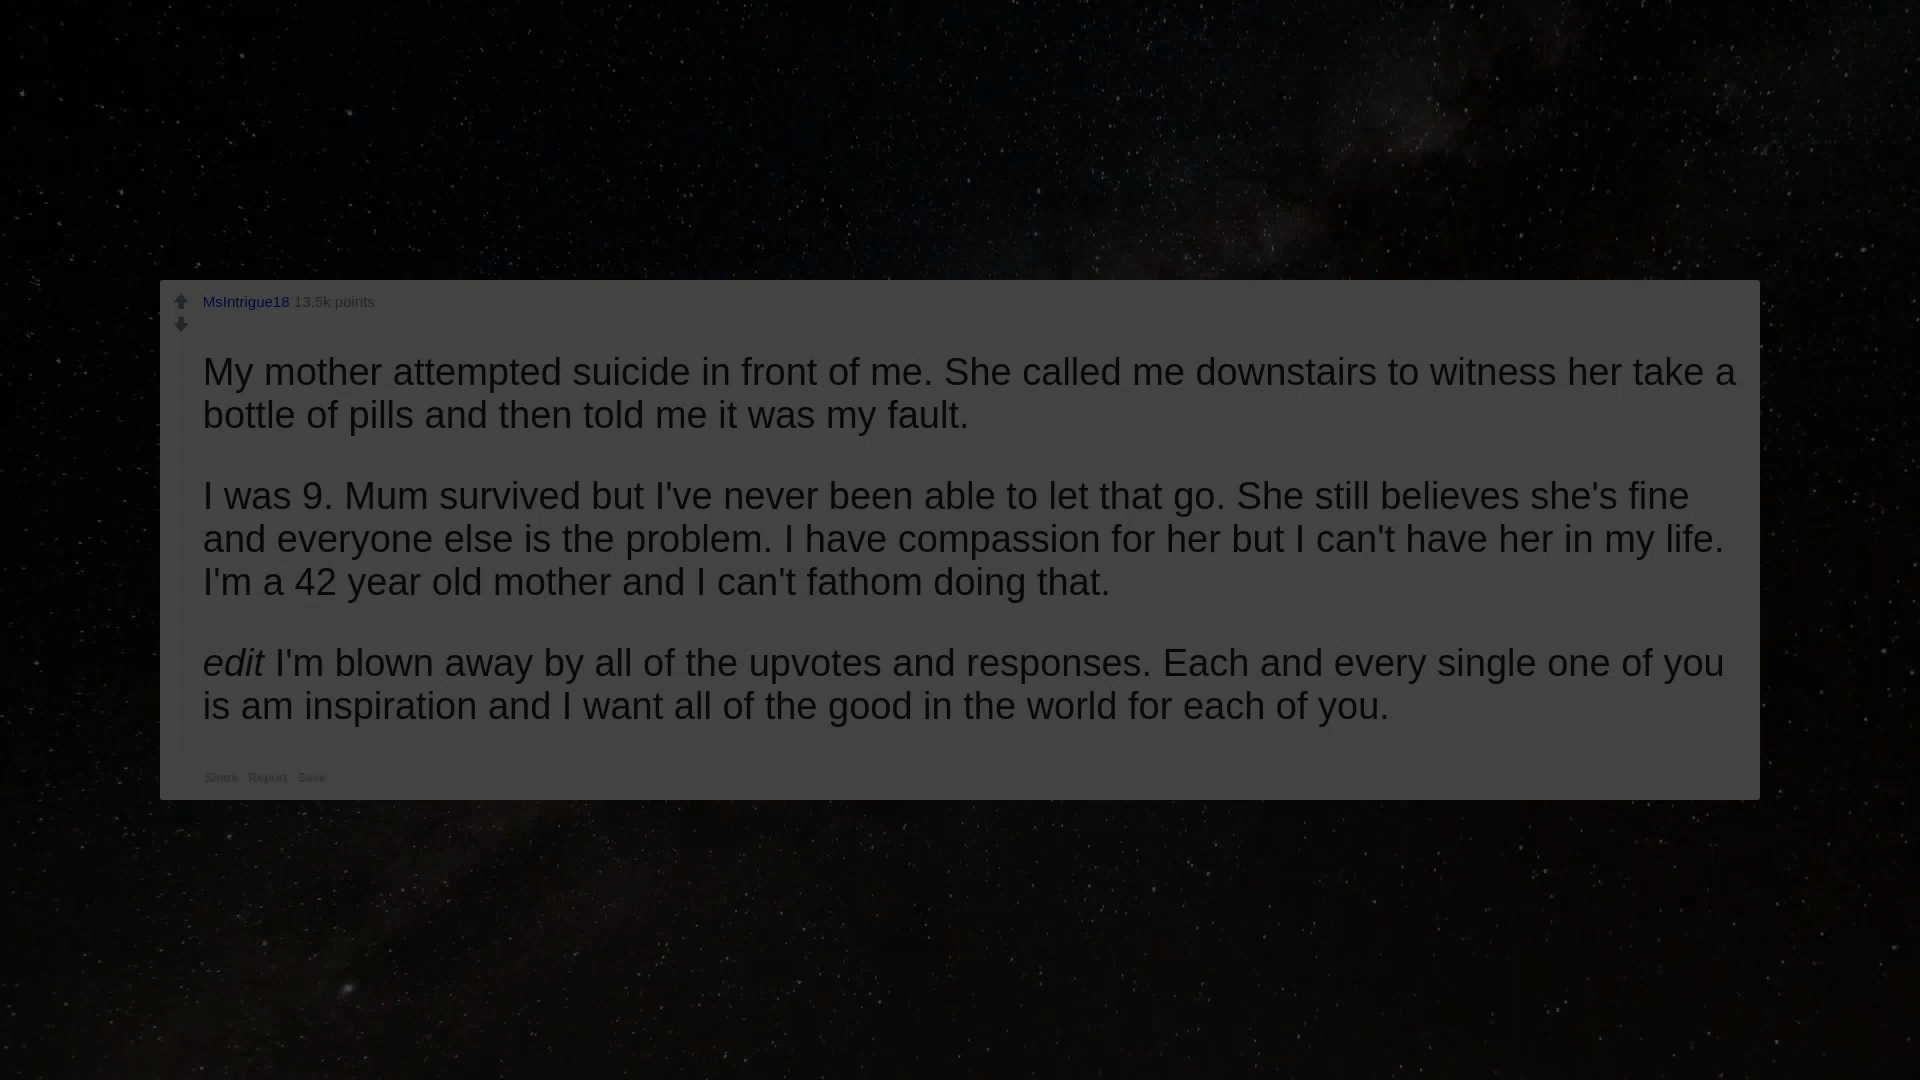 MsIntrigue18 13.5k points
My mother attempted suicide in front of me. She called me downstairs to witness her take a
bottle of pills and then told me it was my fault.
I was 9. Mum survived but I've never been able to let that go. She still believes she's fine
and everyone else is the problem. I have compassion for her but I can't have her in my life.
I'm a 42 year old mother and I can't fathom doing that.
edit I'm blown away by all of the upvotes and responses. Each and every single one of you
is am inspiration and I want all of the good in the world for each of you.
Share Report Save